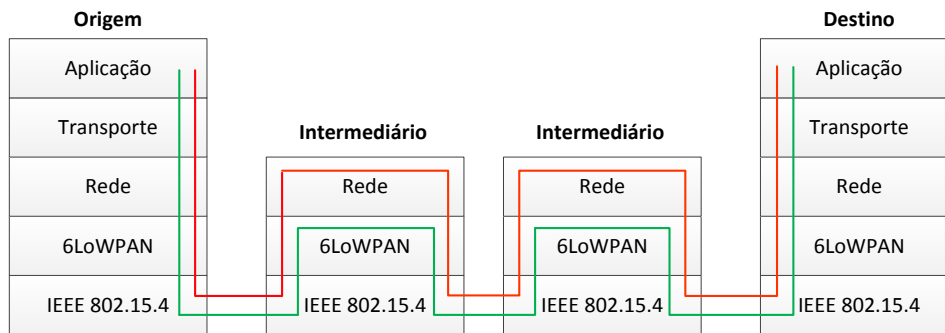 Origem
Aplicação
Transporte
Rede
6LoWPAN
IEEE 802.15.4
Intermediário
Rede
6LoWPAN
IEEE 802.15.4
Intermediário
Rede
6LoWPAN
IEEE 802.15.4
Destino
Aplicação
Transporte
Rede
6LoWPAN
IEEE 802.15.4